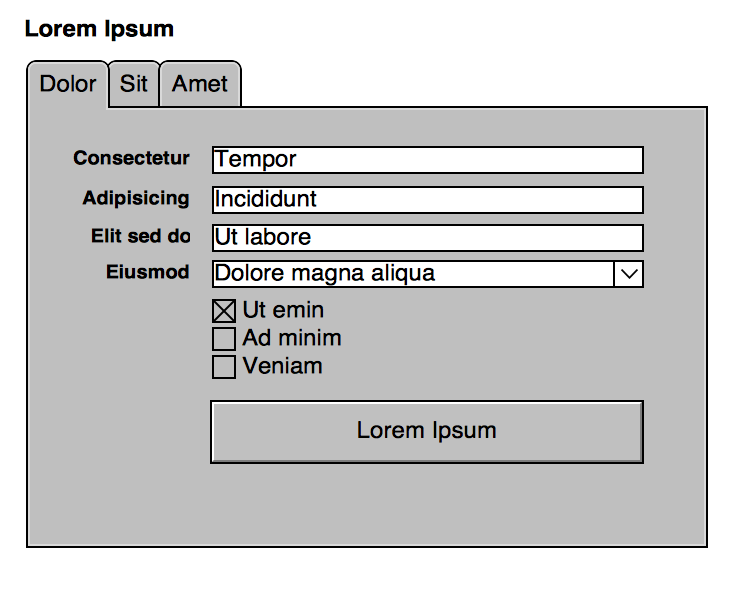 Lorem Ipsum
Dolor Sit Amet
Consectetur Tempor
Adipisicing Incididunt
Elit sed do Ut labore
Eiusmod Dolore magna aliqua
Ut emin
Ad minim
Veniam
Lorem Ipsum